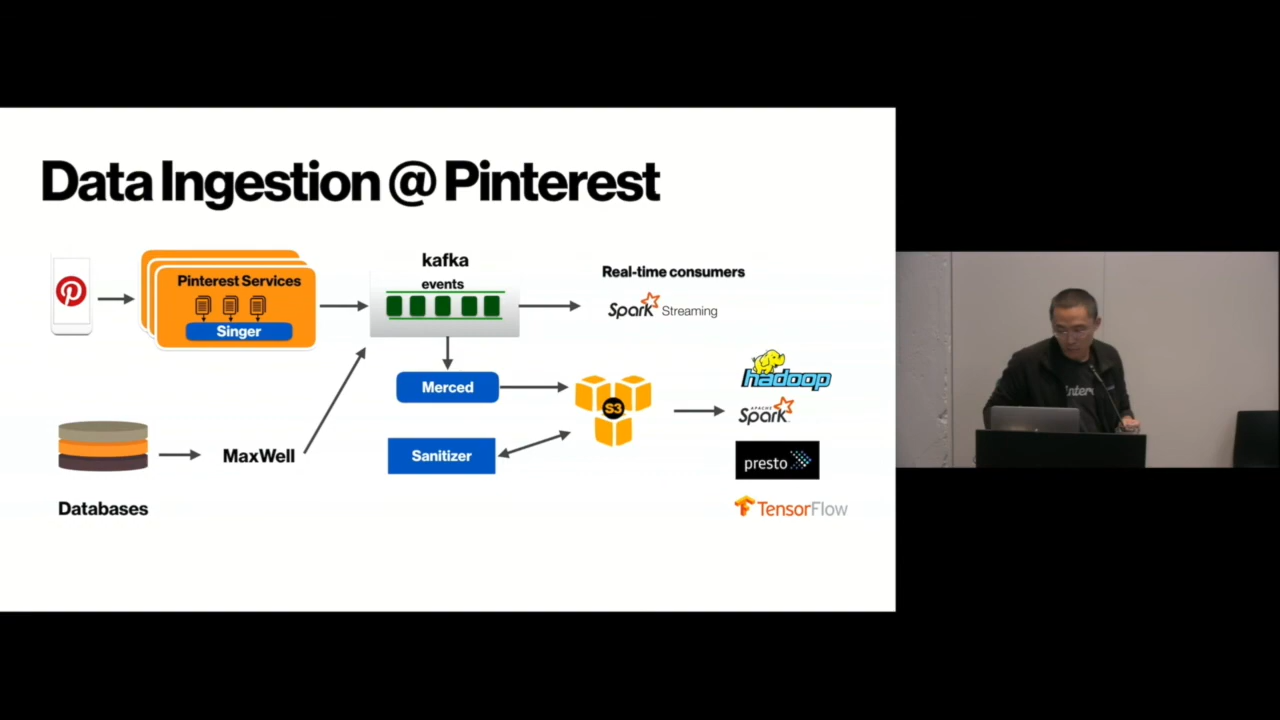 Data Ingestion @ Pinterest
kafka
events
Real-time consumers
Pinterest Services
Singer
Spark Streaming
Merced
hadoop
S3
APACHE
Spark
Sanitizer
MaxWell
presto
TensorFlow
Databases